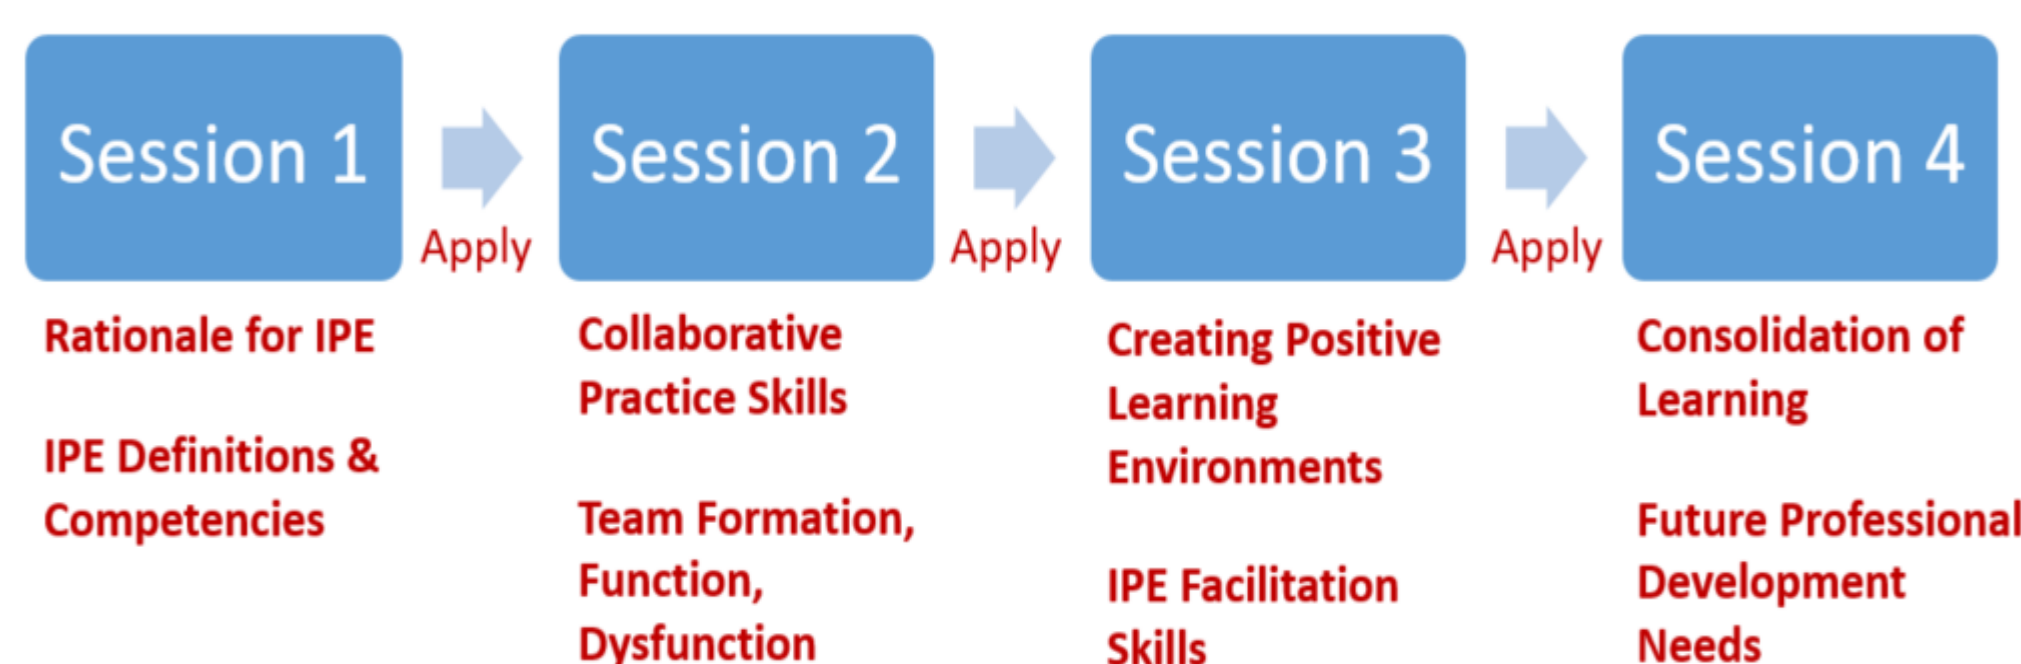 Session 1
Apply
Session 2
Apply
Session 3
Apply
Session 4
Rationale for IPE
IPE Definitions &
Competencies
Collaborative
Practice Skills
Team Formation,
Function,
Dysfunction
Creating Positive
Learning
Environments
IPE Facilitation
Skills
Consolidation of
Learning
Future Professional
Development
Needs